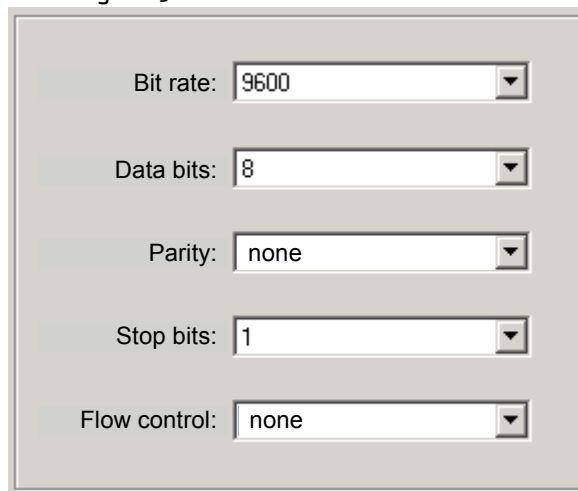 Bit rate: 9600
Data bits: 8
Parity: none
Stop bits: 1
Flow control: none